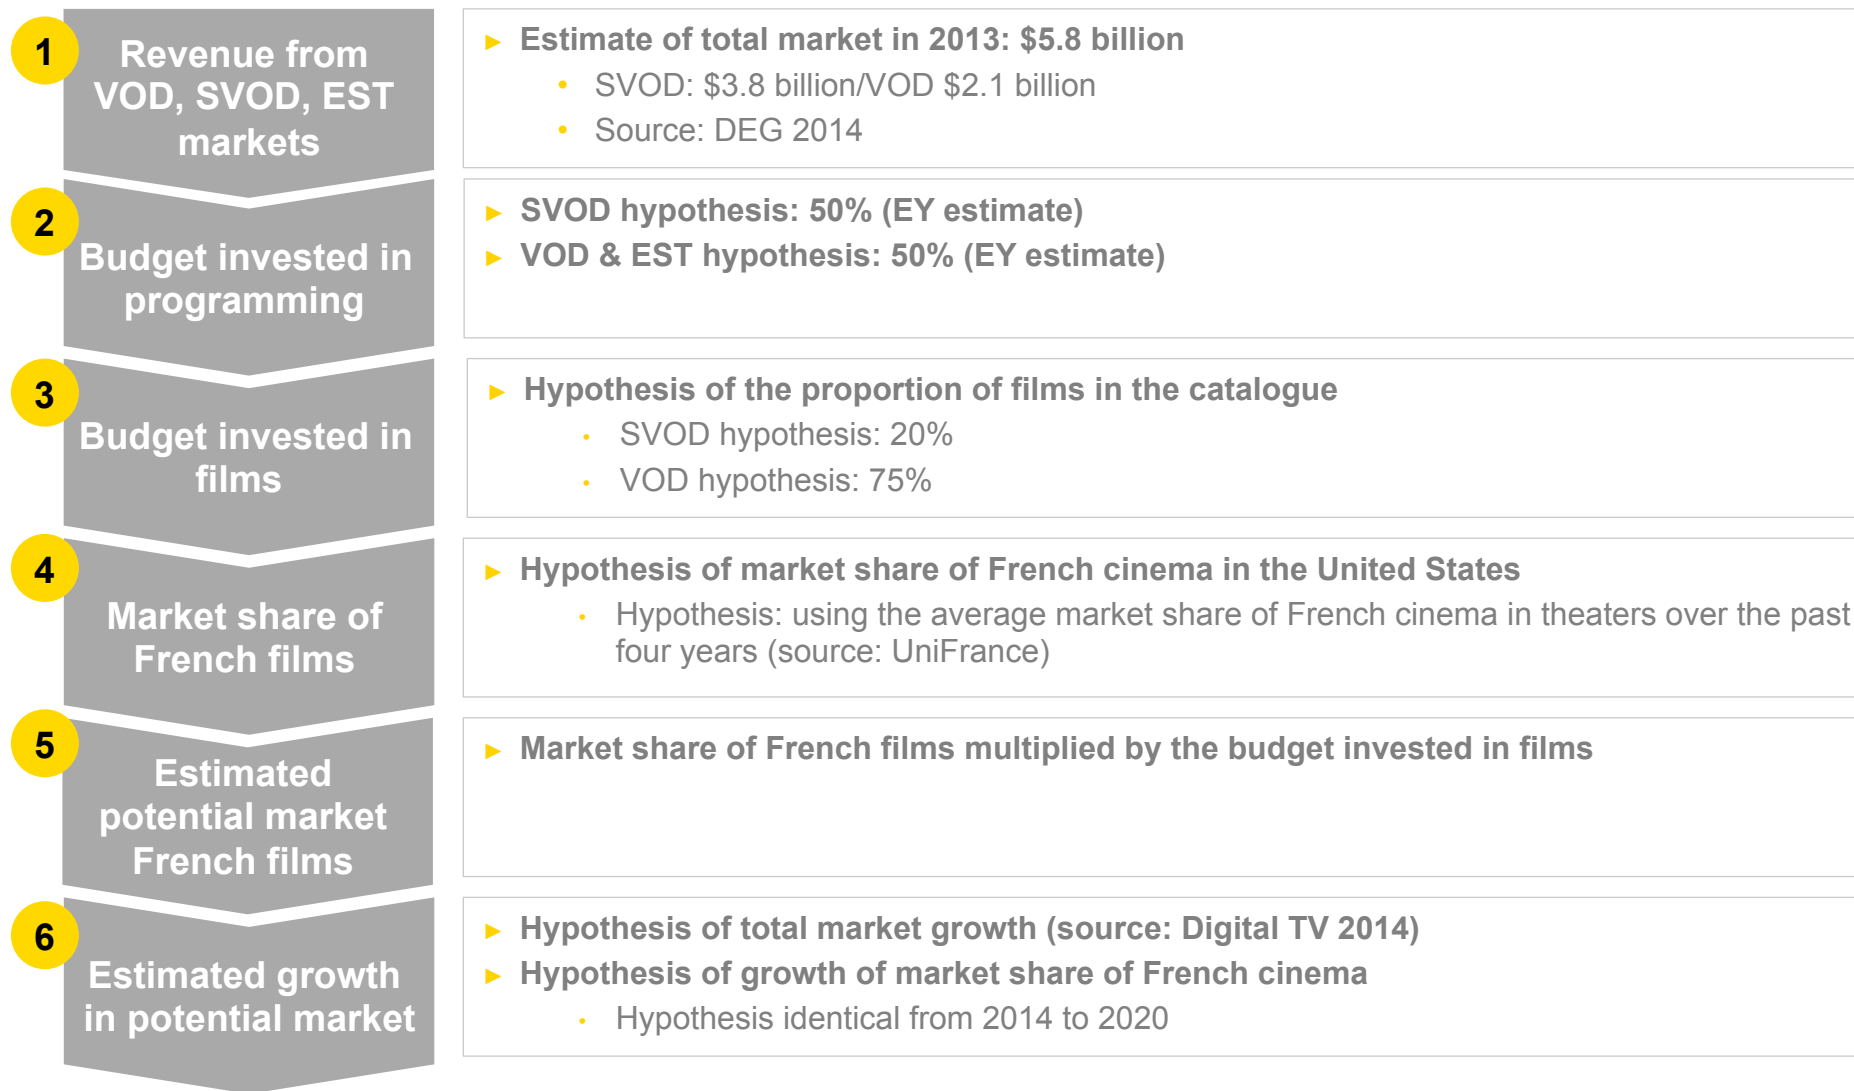 1
Revenue from
VOD, SVOD, EST
markets
► Estimate of total market in 2013: $5.8 billion
• SVOD: $3.8 billion/VOD $2.1 billion
• Source: DEG 2014
2
Budget invested in
programming
► SVOD hypothesis: 50% (EY estimate)
► VOD & EST hypothesis: 50% (EY estimate)
3
Budget invested in
films
► Hypothesis of the proportion of films in the catalogue
• SVOD hypothesis: 20%
• VOD hypothesis: 75%
4
Market share of
French films
► Hypothesis of market share of French cinema in the United States
• Hypothesis: using the average market share of French cinema in theaters over the past
four years (source: UniFrance)
5
Estimated
potential market
French films
► Market share of French films multiplied by the budget invested in films
6
Estimated growth
in potential market
► Hypothesis of total market growth (source: Digital TV 2014)
► Hypothesis of growth of market share of French cinema
• Hypothesis identical from 2014 to 2020